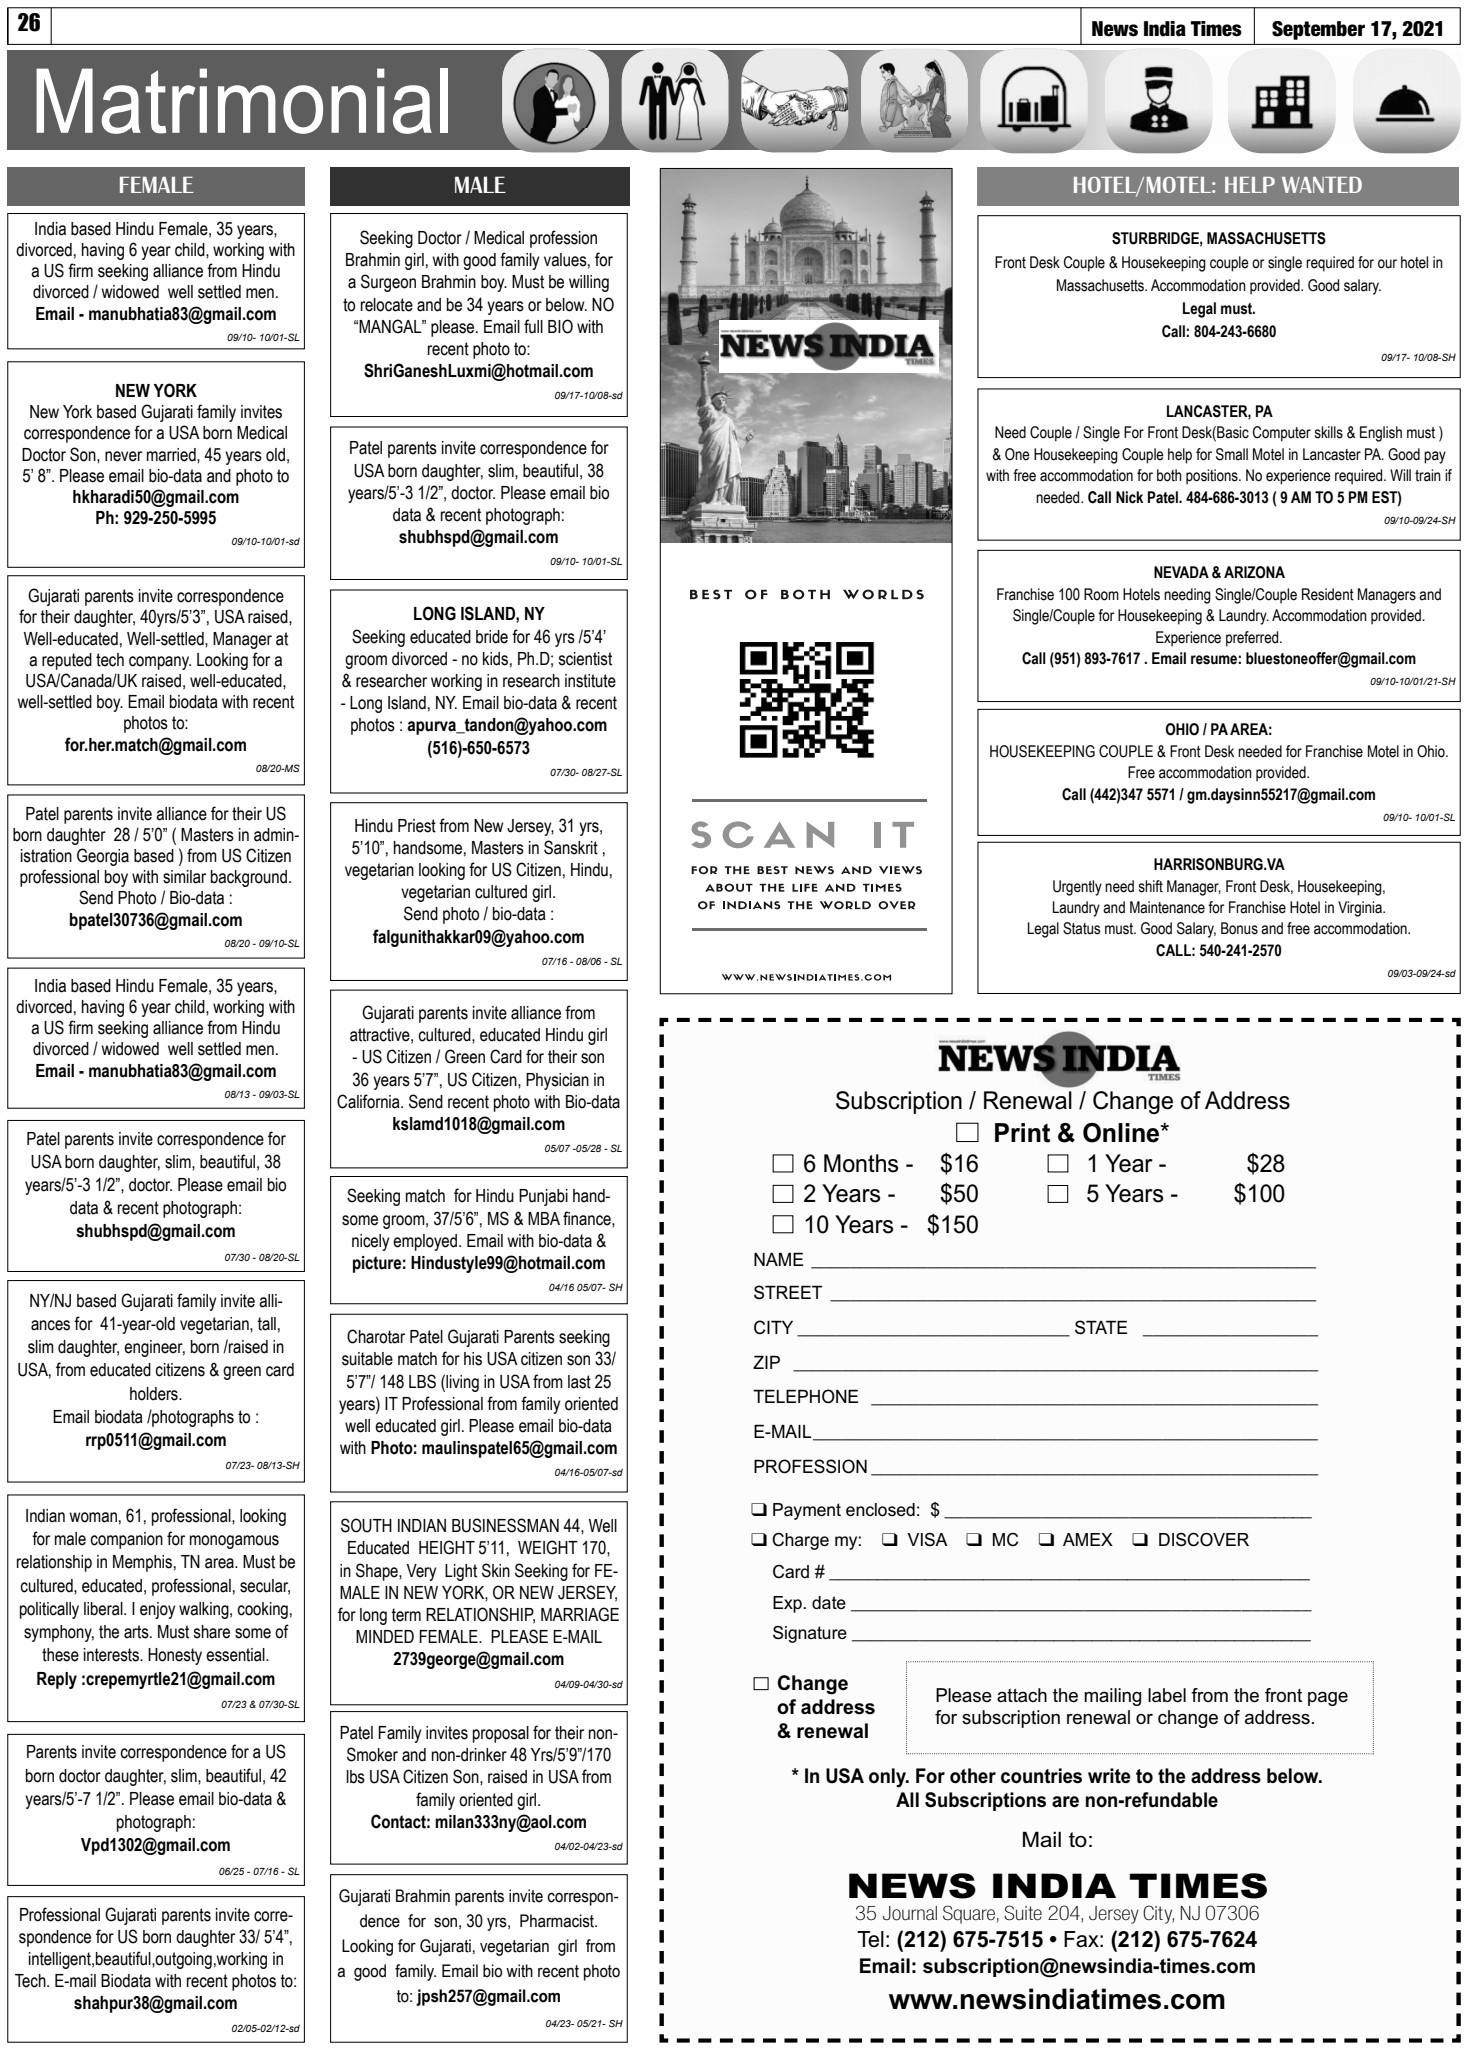 26
News India Times
September 17, 2021
Matrimonial
FEMALE
India based Hindu Female, 35 years,
divorced, having 6 year child, working with
a US firm seeking alliance from Hindu
divorced / widowed well settled men.
Email - manubhatia83@gmail.com
09/10- 10/01-SL
NEW YORK
New York based Gujarati family invites
correspondence for a USA born Medical
Doctor Son, never married, 45 years old,
5' 8”. Please email bio-data and photo to
hkharadi50@gmail.com
Ph: 929-250-5995
09/10-10/01-sd
Gujarati parents invite correspondence
for their daughter, 40yrs/5’3”, USA raised,
Well-educated, Well-settled, Manager at
a reputed tech company. Looking for a
USA/Canada/UK raised, well-educated,
well-settled boy. Email biodata with recent
photos to:
for.her.match@gmail.com
08/20-MS
Patel parents invite alliance for their US
born daughter 28 / 5’0” ( Masters in admin-
istration Georgia based ) from US Citizen
professional boy with similar background.
Send Photo / Bio-data :
bpatel30736@gmail.com
08/20 - 09/10-SL
India based Hindu Female, 35 years,
divorced, having 6 year child, working with
a US firm seeking alliance from Hindu
divorced / widowed well settled men.
Email - manubhatia83@gmail.com
08/13 - 09/03-SL
Patel parents invite correspondence for
USA born daughter, slim, beautiful, 38
years/5’-3 1/2”, doctor. Please email bio
data & recent photograph:
shubhspd@gmail.com
07/30 - 08/20-SL
NY/NJ based Gujarati family invite alli-
ances for 41-year-old vegetarian, tall,
slim daughter, engineer, born /raised in
USA, from educated citizens & green card
holders.
Email biodata /photographs to :
rrp0511@gmail.com
07/23- 08/13-SH
Indian woman, 61, professional, looking
for male companion for monogamous
relationship in Memphis, TN area. Must be
cultured, educated, professional, secular,
politically liberal. I enjoy walking, cooking,
symphony, the arts. Must share some of
these interests. Honesty essential.
Reply :crepemyrtle21@gmail.com
07/23 & 07/30-SL
Parents invite correspondence for a US
born doctor daughter, slim, beautiful, 42
years/5’-7 1/2”. Please email bio-data &
photograph:
Vpd1302@gmail.com
06/25 - 07/16 - SL
Professional Gujarati parents invite corre-
spondence for US born daughter 33/ 5’4”,
intelligent,beautiful,outgoing,working in
Tech. E-mail Biodata with recent photos to:
shahpur38@gmail.com
02/05-02/12-sd
MALE
Seeking Doctor / Medical profession
Brahmin girl, with good family values, for
a Surgeon Brahmin boy. Must be willing
to relocate and be 34 years or below. NO
“MANGAL” please. Email full BIO with
recent photo to:
ShriGaneshLuxmi@hotmail.com
09/17-10/08-sd
Patel parents invite correspondence for
USA born daughter, slim, beautiful, 38
years/5’-3 1/2”, doctor. Please email bio
data & recent photograph:
shubhspd@gmail.com
09/10- 10/01-SL
LONG ISLAND, NY
Seeking educated bride for 46 yrs /5’4’
groom divorced - no kids, Ph.D; scientist
& researcher working in research institute
- Long Island, NY. Email bio-data & recent
photos : apurva_tandon@yahoo.com
(516)-650-6573
07/30- 08/27-SL
Hindu Priest from New Jersey, 31 yrs,
5’10”, handsome, Masters in Sanskrit ,
vegetarian looking for US Citizen, Hindu,
vegetarian cultured girl.
Send photo / bio-data :
falgunithakkar09@yahoo.com
07/16 - 08/06 - SL
Gujarati parents invite alliance from
attractive, cultured, educated Hindu girl
- US Citizen / Green Card for their son
36 years 5’7”, US Citizen, Physician in
California. Send recent photo with Bio-data
kslamd1018@gmail.com
05/07 -05/28 - SL
Seeking match for Hindu Punjabi hand-
some groom, 37/5’6”, MS & MBA finance,
nicely employed. Email with bio-data &
picture: Hindustyle99@hotmail.com
04/16 05/07- SH
Charotar Patel Gujarati Parents seeking
suitable match for his USA citizen son 33/
5’7”/ 148 LBS (living in USA from last 25
years) IT Professional from family oriented
well educated girl. Please email bio-data
with Photo: maulinspatel65@gmail.com
04/16-05/07-sd
SOUTH INDIAN BUSINESSMAN 44, Well
Educated HEIGHT 5’11, WEIGHT 170,
in Shape, Very Light Skin Seeking for FE-
MALE IN NEW YORK, OR NEW JERSEY,
for long term RELATIONSHIP, MARRIAGE
MINDED FEMALE. PLEASE E-MAIL
2739george@gmail.com
04/09-04/30-sd
Patel Family invites proposal for their non-
Smoker and non-drinker 48 Yrs/5’9”/170
lbs USA Citizen Son, raised in USA from
family oriented girl.
Contact: milan333ny@aol.com
04/02-04/23-sd
Gujarati Brahmin parents invite correspon-
dence for son, 30 yrs, Pharmacist.
Looking for Gujarati, vegetarian girl from
a good family. Email bio with recent photo
to: jpsh257@gmail.com
04/23- 05/21- SH
www.newsindiatimes.com
NEWS INDIA
TIMES
BEST OF BOTH WORLDS
SCAN IT
FOR THE BEST NEWS AND VIEWS
ABOUT THE LIFE AND TIMES
OF INDIANS THE WORLD OVER
WWW.NEWSINDIATIMES.COM
HOTEL/MOTEL: HELP WANTED
STURBRIDGE, MASSACHUSETTS
Front Desk Couple & Housekeeping couple or single required for our hotel in
Massachusetts. Accommodation provided. Good salary.
Legal must.
Call: 804-243-6680
09/17- 10/08-SH
LANCASTER, PA
Need Couple / Single For Front Desk(Basic Computer skills & English must )
& One Housekeeping Couple help for Small Motel in Lancaster PA. Good pay
with free accommodation for both positions. No experience required. Will train if
needed. Call Nick Patel. 484-686-3013 ( 9 AM TO 5 PM EST)
09/10-09/24-SH
NEVADA & ARIZONA
Franchise 100 Room Hotels needing Single/Couple Resident Managers and
Single/Couple for Housekeeping & Laundry. Accommodation provided.
Experience preferred.
Call (951) 893-7617 . Email resume: bluestoneoffer@gmail.com
09/10-10/01/21-SH
OHIO / PA AREA:
HOUSEKEEPING COUPLE & Front Desk needed for Franchise Motel in Ohio.
Free accommodation provided.
Call (442)347 5571 / gm.daysinn55217@gmail.com
09/10- 10/01-SL
HARRISONBURG.VA
Urgently need shift Manager, Front Desk, Housekeeping,
Laundry and Maintenance for Franchise Hotel in Virginia.
Legal Status must. Good Salary, Bonus and free accommodation.
CALL: 540-241-2570
09/03-09/24-sd
www.newsindiatimes.com
NEWS INDIA
TIMES
Subscription / Renewal / Change of Address
Print & Online*
6 Months - $16 1 Year - $28
2 Years - $50 5 Years - $100
10 Years - $150
NAME
STREET
CITY STATE
ZIP
TELEPHONE
E-MAIL
PROFESSION
Payment enclosed: $
Charge my: VISA MC AMEX DISCOVER
Card #
Exp. date
Signature
Change
of address
& renewal
Please attach the mailing label from the front page
for subscription renewal or change of address.
* In USA only. For other countries write to the address below.
All Subscriptions are non-refundable
Mail to:
NEWS INDIA TIMES
35 Journal Square, Suite 204, Jersey City, NJ 07306
Tel: (212) 675-7515 • Fax: (212) 675-7624
Email: subscription@newsindia-times.com
www.newsindiatimes.com